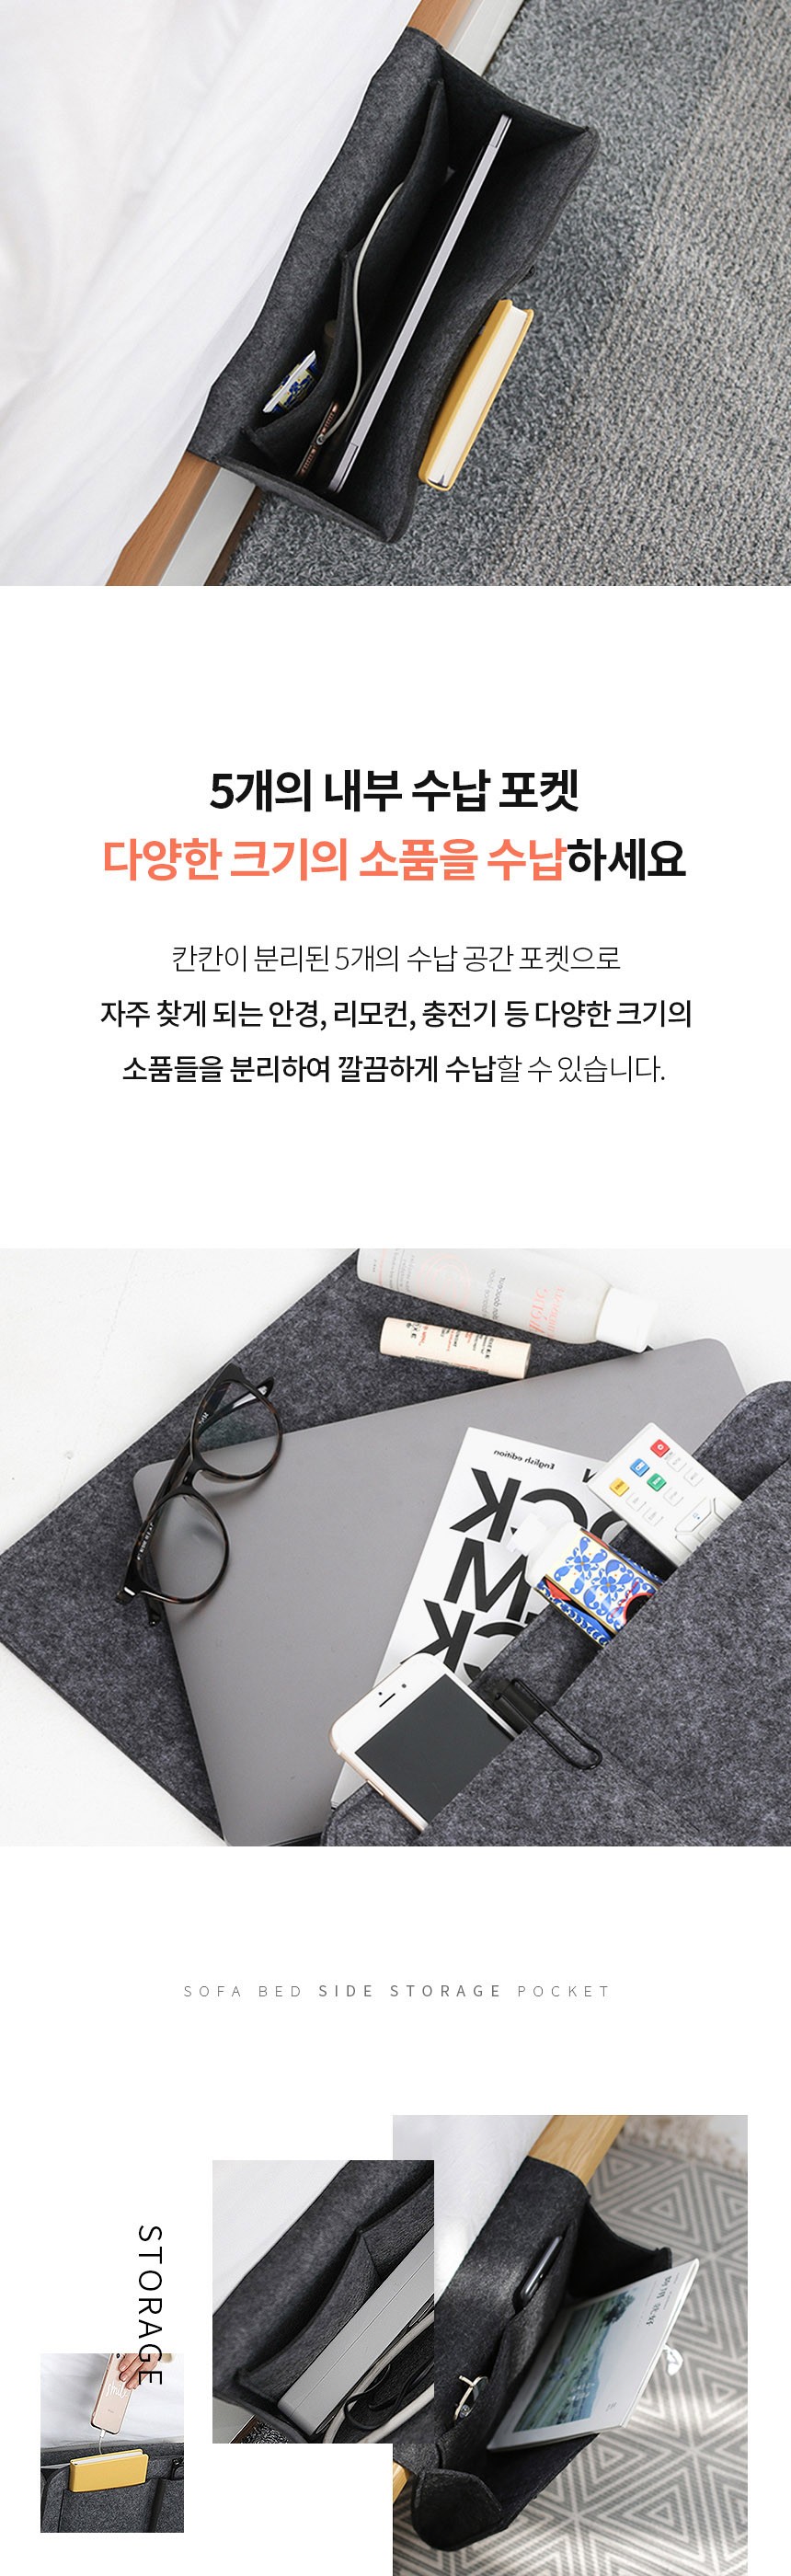 5개의 내부 수납 포켓
다양한 크기의 소품을 수납하세요
칸칸이 분리된 5개의 수납 공간 포켓으로
자주 찾게 되는 안경, 리모컨, 충전기 등 다양한 크기의
소품들을 분리하여 깔끔하게 수납할 수 있습니다.
English edition
SOFA BED SIDE STORAGE POCKET
STORAGE